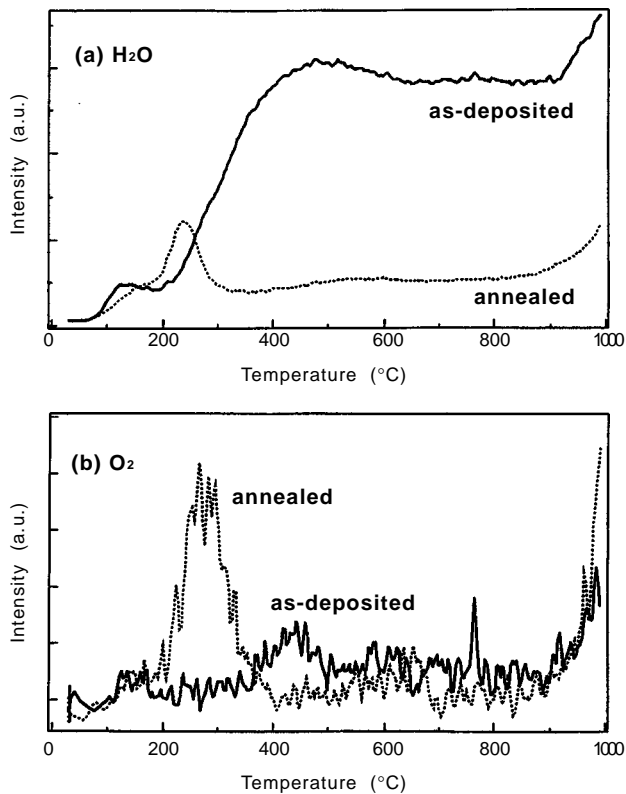 (a) H₂O
as-deposited
annealed
Intensity (a.u.)
0 200 400 600 800 1000
Temperature (°C)
(b) O₂
annealed
as-deposited
Intensity (a.u.)
0 200 400 600 800 1000
Temperature (°C)